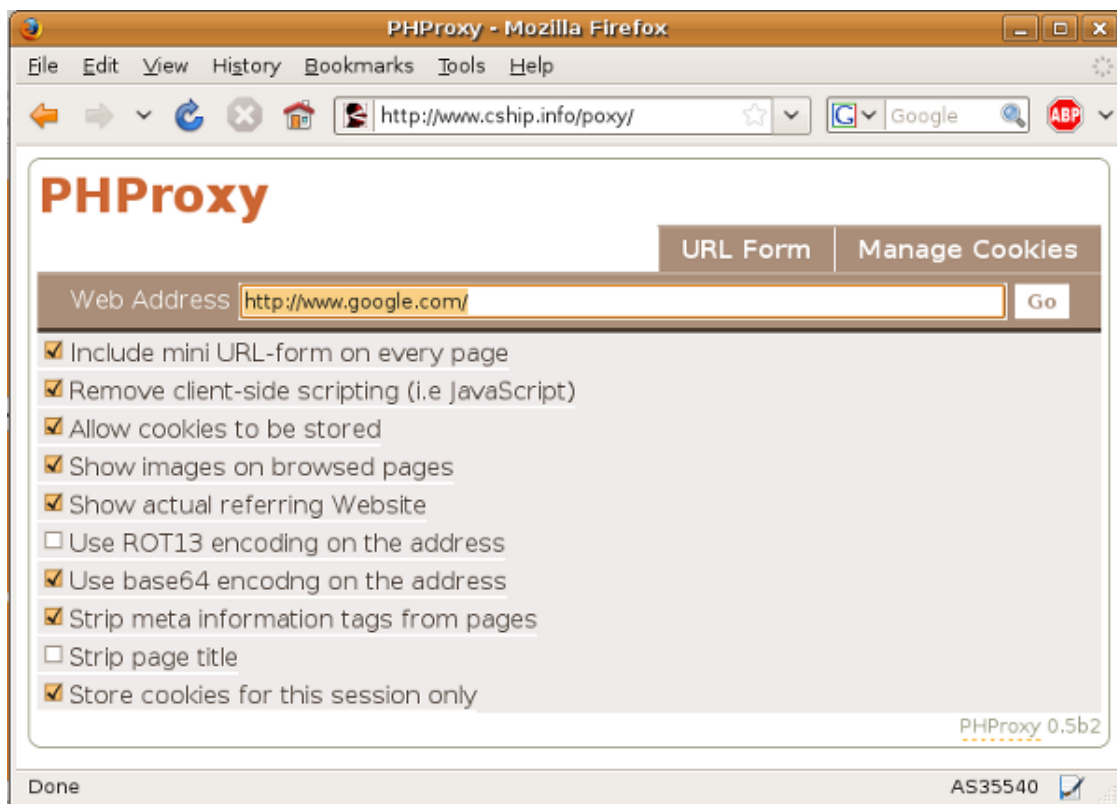 PHProxy - Mozilla Firefox
File Edit View History Bookmarks Tools Help
http://www.cship.info/poxy/ G Google ABP
PHProxy
URL Form Manage Cookies
Web Address http://www.google.com/ Go
Include mini URL-form on every page
Remove client-side scripting (i.e JavaScript)
Allow cookies to be stored
Show images on browsed pages
Show actual referring Website
Use ROT13 encoding on the address
Use base64 encodng on the address
Strip meta information tags from pages
Strip page title
Store cookies for this session only
PHProxy 0.5b2
Done AS35540